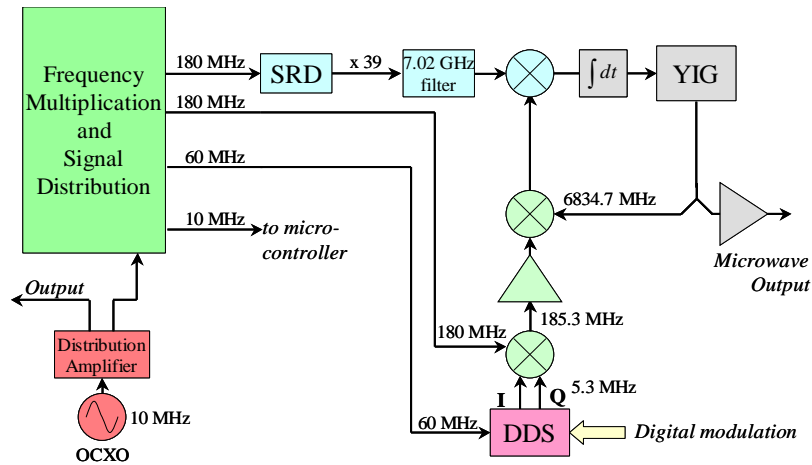 Frequency
Multiplication
and
Signal
Distribution
180 MHz
SRD
x 39
7.02 GHz
filter
∫ dt
YIG
180 MHz
60 MHz
10 MHz
to micro-
controller
6834.7 MHz
Microwave
Output
Output
185.3 MHz
180 MHz
Distribution
Amplifier
10 MHz
OCXO
I
Q
5.3 MHz
60 MHz
DDS
Digital modulation